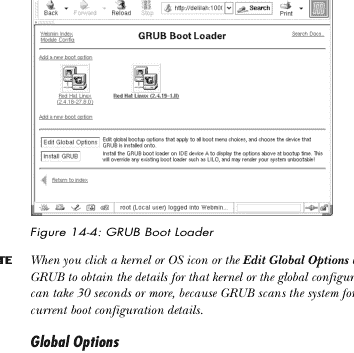 Back Forward Reload Stop http://delilah:1001 Search Print
Webmin Index
Module Config
GRUB Boot Loader
Search Docs..
Add a new boot option
Red Hat Linux
(2.4.18-27.8.0)
Red Hat Linux (2.4.18-1.8)
Add a new boot option
Edit Global Options
Edit global bootup options that apply to all boot menu choices, and choose the device that
GRUB is installed onto.
Install GRUB
Install the GRUB boot loader on IDE device A to display the options above at bootup time. This
will override any existing boot loader such as LILO, and may render your system unbootable!
Return to index
root (Local user) logged into Webmin...
Figure 14-4: GRUB Boot Loader
TE When you click a kernel or OS icon or the Edit Global Options
GRUB to obtain the details for that kernel or the global configur
can take 30 seconds or more, because GRUB scans the system fo
current boot configuration details.
Global Options